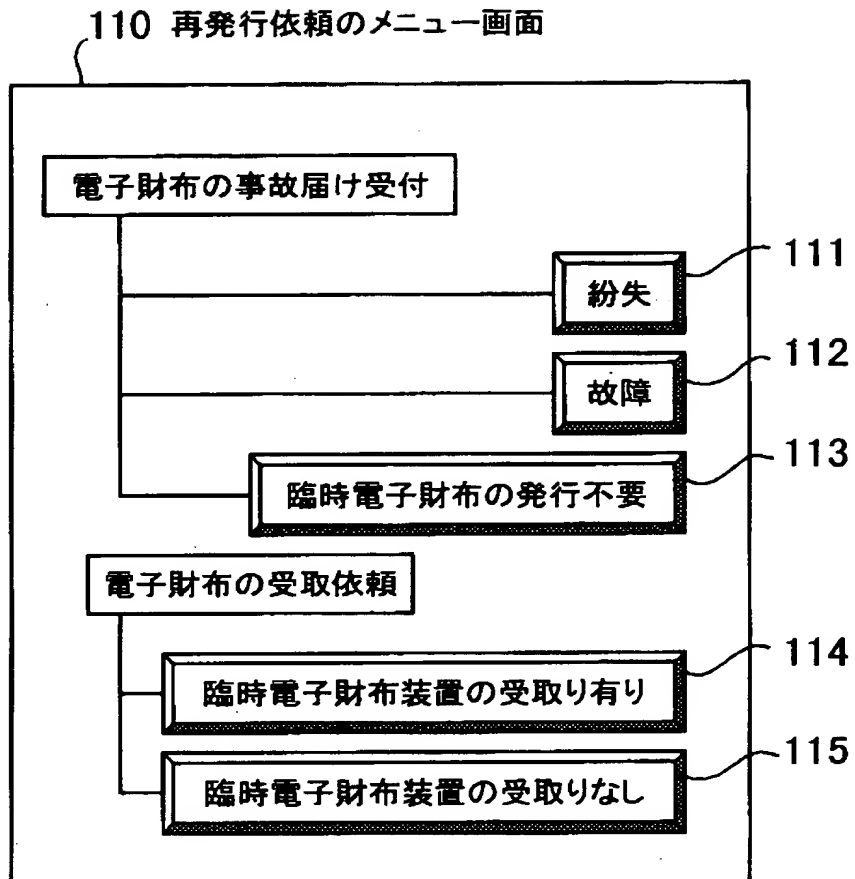 110 再発行依頼のメニュー画面
電子財布の事故届け受付
紛失
111
故障
112
臨時電子財布の発行不要
113
電子財布の受取依頼
臨時電子財布装置の受取り有り
114
臨時電子財布装置の受取りなし
115